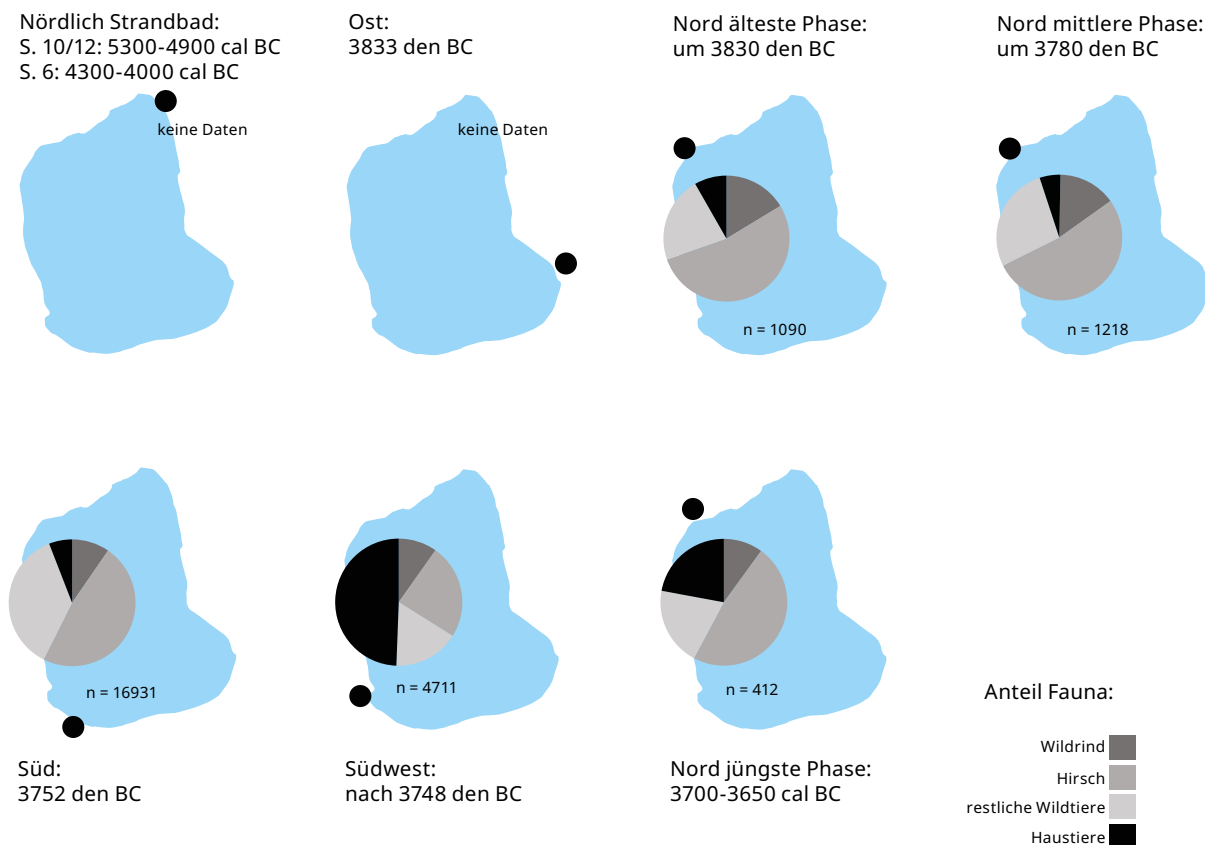 Nördlich Strandbad:
S. 10/12: 5300-4900 cal BC
S. 6: 4300-4000 cal BC
keine Daten
Ost:
3833 den BC
keine Daten
Nord älteste Phase:
um 3830 den BC
n = 1090
Nord mittlere Phase:
um 3780 den BC
n = 1218
n = 16931
Süd:
3752 den BC
n = 4711
Südwest:
nach 3748 den BC
n = 412
Nord jüngste Phase:
3700-3650 cal BC
Anteil Fauna:
Wildrind
Hirsch
restliche Wildtiere
Haustiere